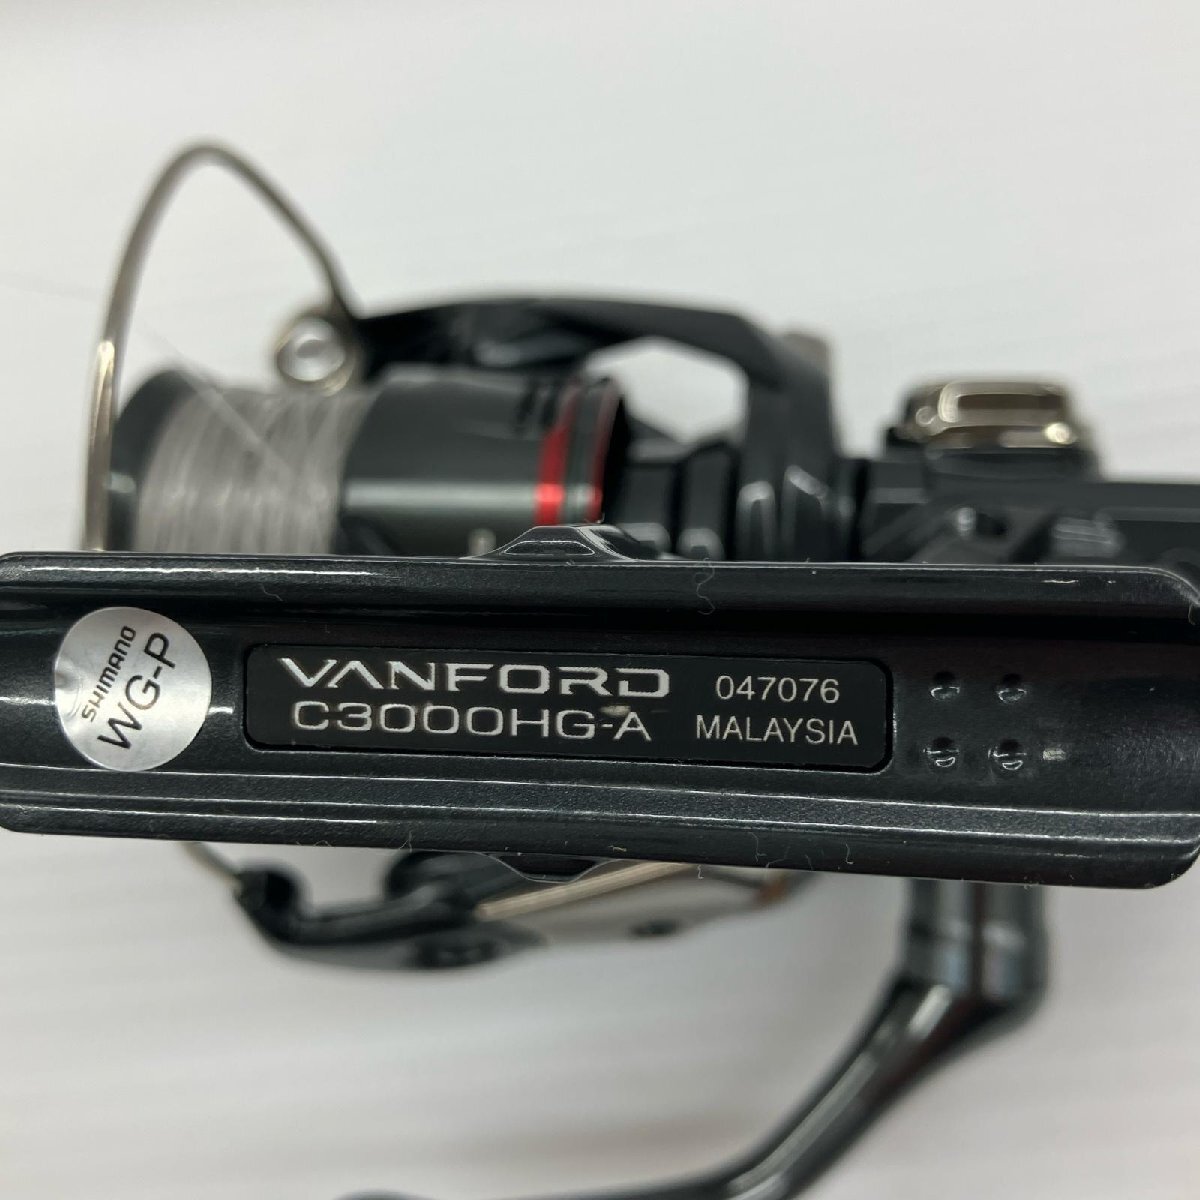 SHIMANO
WG-P
VANFORD
C3000HG-A
047076
MALAYSIA